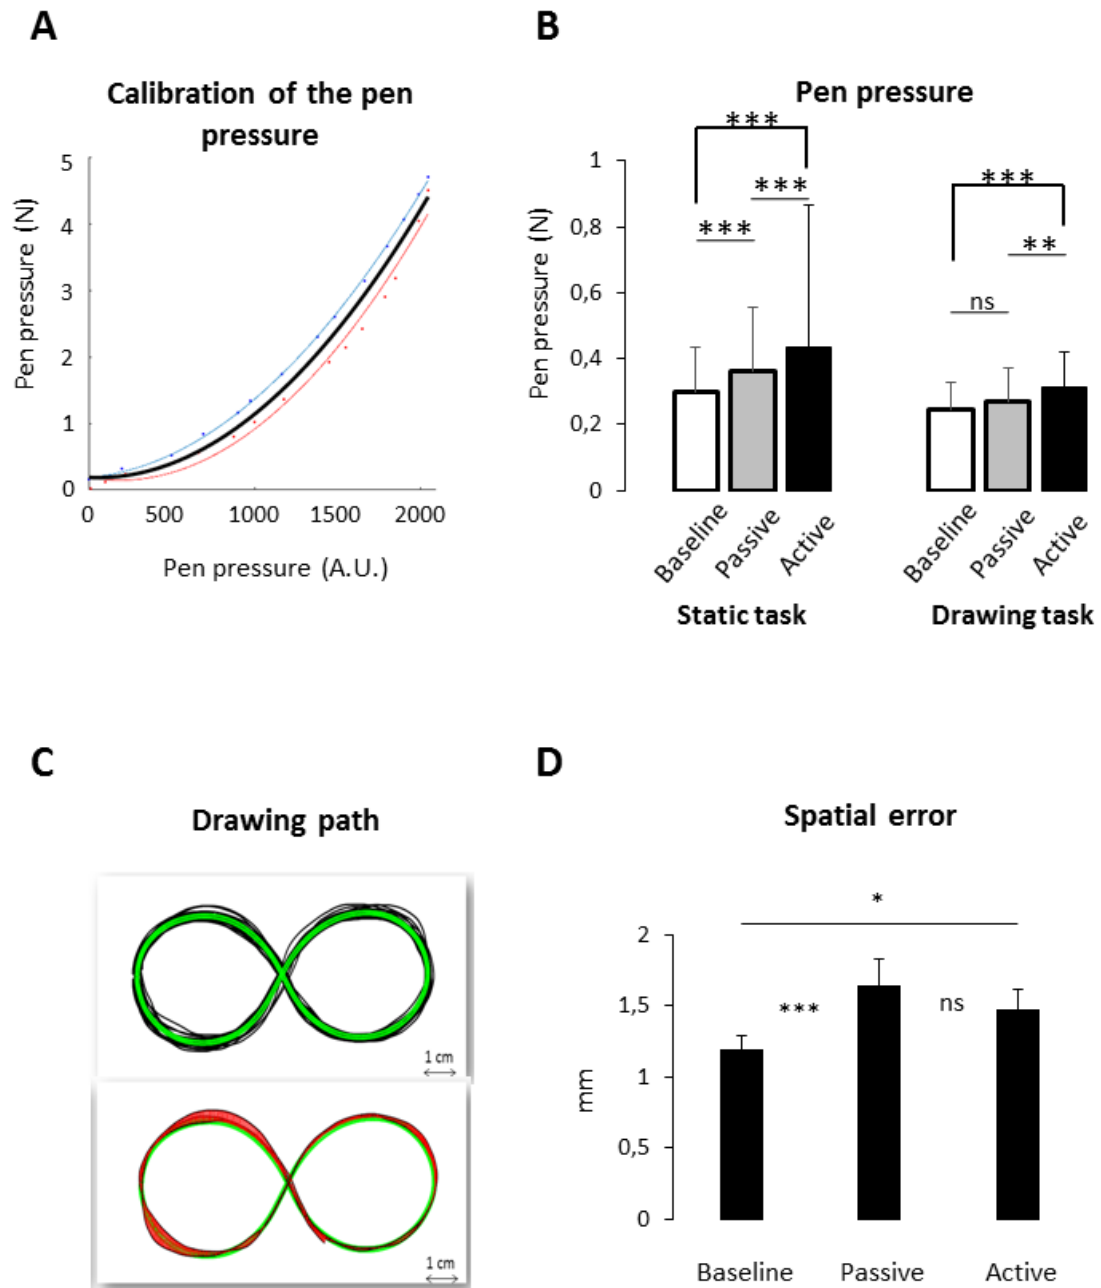 A
Calibration of the pen
pressure
Pen pressure (N)
5
4
3
2
1
0
0 500 1000 1500 2000
Pen pressure (A.U.)
B
Pen pressure
Pen pressure (N)
1
0,8
0,6
0,4
0,2
0
***
***
***
***
**
ns
Baseline Passive Active Baseline Passive Active
Static task Drawing task
C
Drawing path
1 cm
1 cm
D
Spatial error
mm
2
1,5
1
0,5
0
*
*** ns
Baseline Passive Active